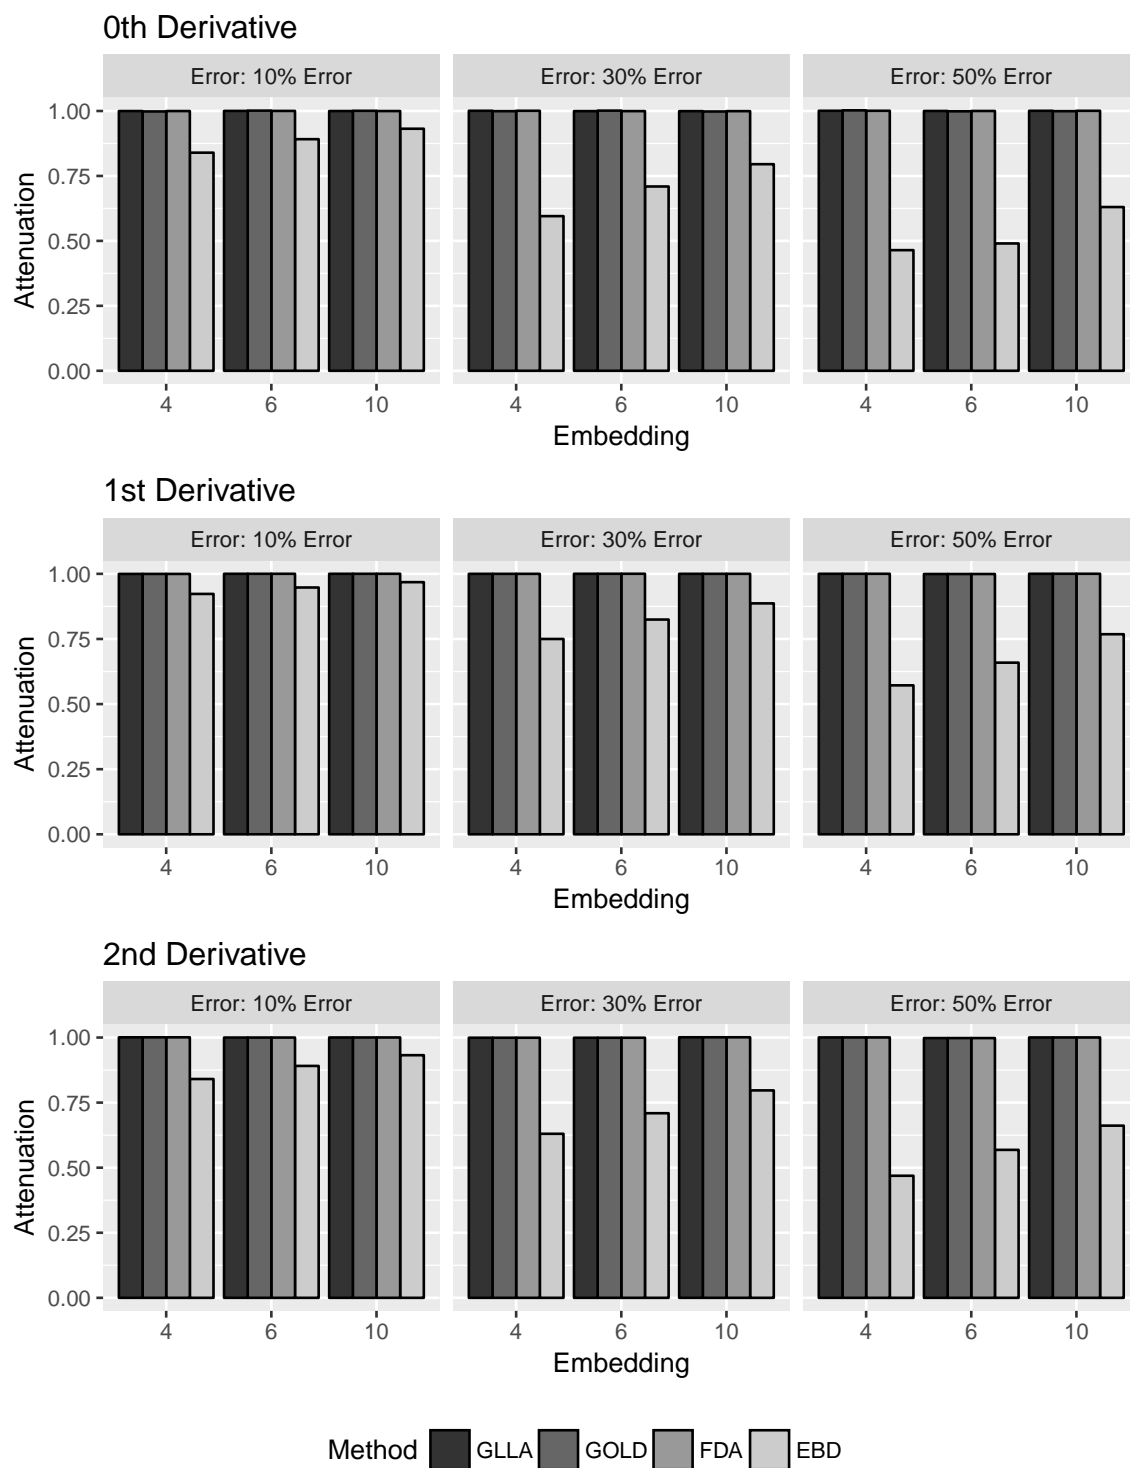 0th Derivative
Error: 10% Error Error: 30% Error Error: 50% Error
Attenuation
1.00
0.75
0.50
0.25
0.00
4 6 10 4 6 10 4 6 10
Embedding
1st Derivative
Error: 10% Error Error: 30% Error Error: 50% Error
Attenuation
1.00
0.75
0.50
0.25
0.00
4 6 10 4 6 10 4 6 10
Embedding
2nd Derivative
Error: 10% Error Error: 30% Error Error: 50% Error
Attenuation
1.00
0.75
0.50
0.25
0.00
4 6 10 4 6 10 4 6 10
Embedding
Method GLLA GOLD FDA EBD